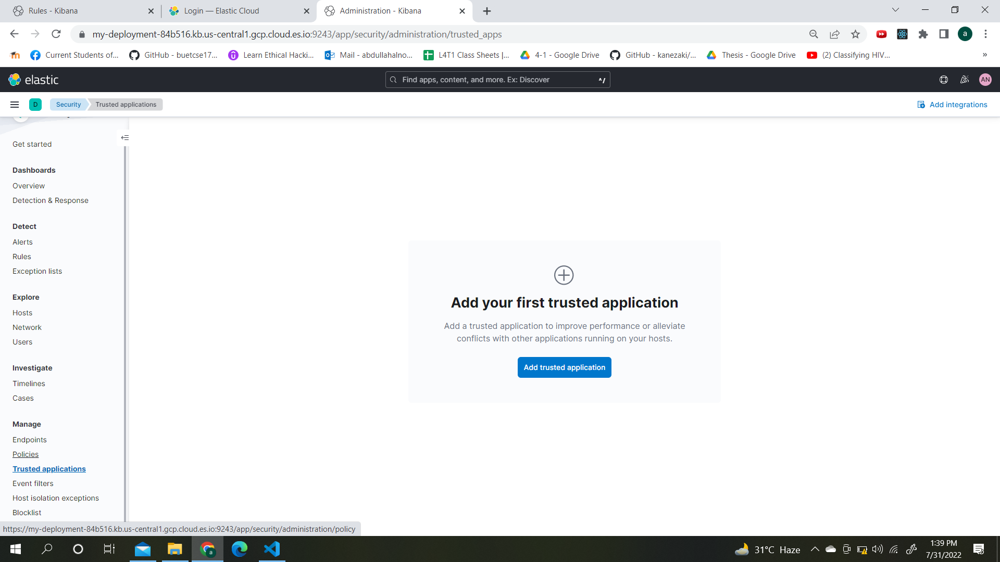 Rules - Kibana
Login — Elastic Cloud
Administration - Kibana
my-deployment-84b516.kb.us-central1.gcp.cloud.es.io:9243/app/security/administration/trusted_apps
a
Current Students of...
GitHub - buetcse17...
Learn Ethical Hacki...
Mail - abdullahalno...
L4T1 Class Sheets |...
4-1 - Google Drive
GitHub - kanezaki/...
Thesis - Google Drive
(2) Classifying HIV...
»
elastic
Find apps, content, and more. Ex: Discover
^/
AN
D
Security
Trusted applications
Add integrations
Get started
Dashboards
Overview
Detection & Response
Detect
Alerts
Rules
Exception lists
Explore
Hosts
Network
Users
Investigate
Timelines
Cases
Manage
Endpoints
Policies
Trusted applications
Event filters
Host isolation exceptions
Blocklist
Add your first trusted application
Add a trusted application to improve performance or alleviate
conflicts with other applications running on your hosts.
Add trusted application
https://my-deployment-84b516.kb.us-central1.gcp.cloud.es.io:9243/app/security/administration/policy
a
31°C Haze
1:39 PM
7/31/2022